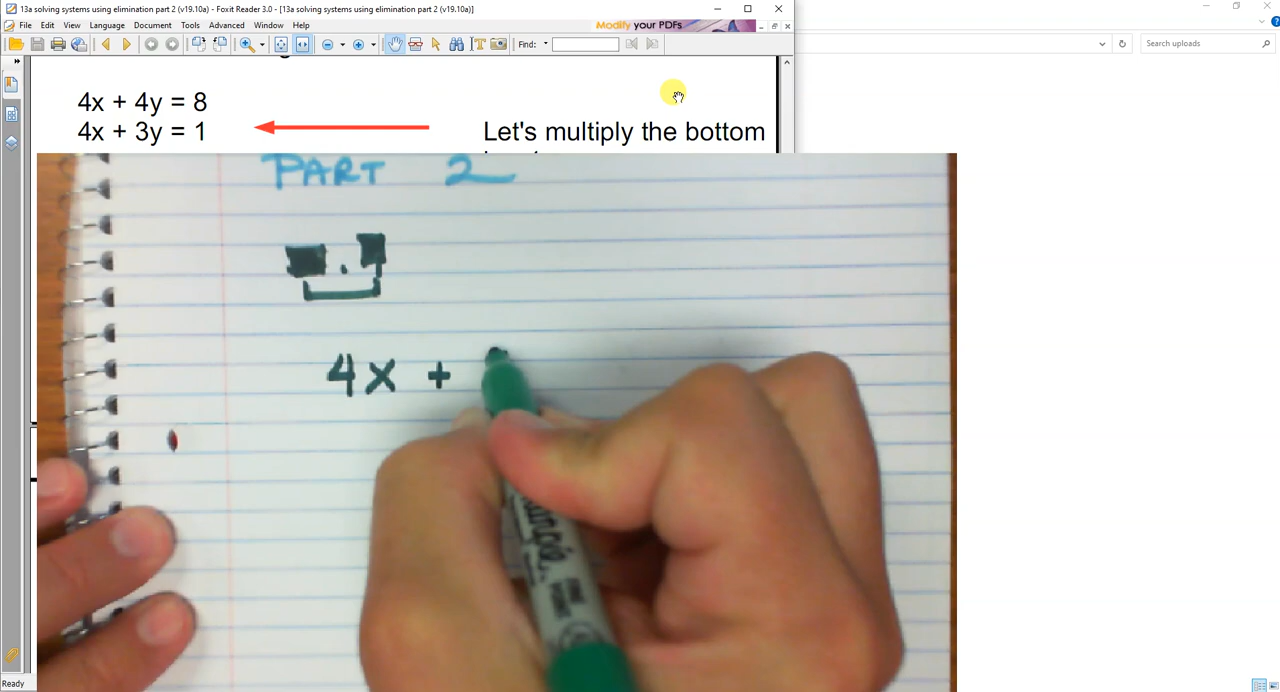 13a solving systems using elimination part 2 (v19.10a) - Foxit Reader 3.0 - [13a solving systems using elimination part 2 (v19.10a)]
File Edit View Language Document Tools Advanced Window Help
Modify your PDFs
Find:
Search uploads
4x + 4y = 8
4x + 3y = 1
Let's multiply the bottom
PART 2
4x +
Ready